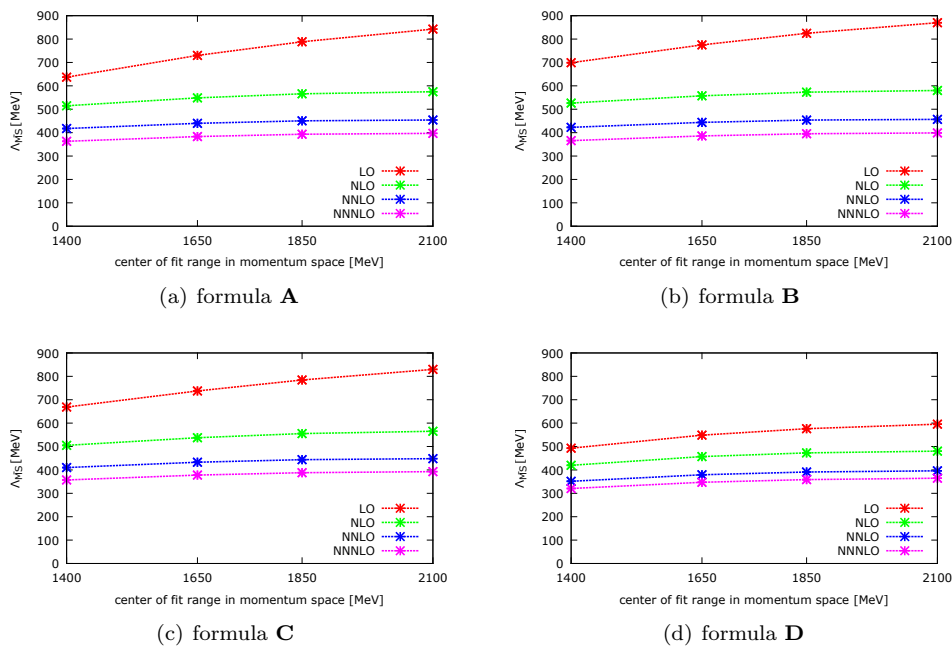 900
800
700
600
500
400
300
200
100
0
Λ_MS [MeV]
LO
NLO
NNLO
NNNLO
1400 1650 1850 2100
center of fit range in momentum space [MeV]
(a) formula A
900
800
700
600
500
400
300
200
100
0
Λ_MS [MeV]
LO
NLO
NNLO
NNNLO
1400 1650 1850 2100
center of fit range in momentum space [MeV]
(b) formula B
900
800
700
600
500
400
300
200
100
0
Λ_MS [MeV]
LO
NLO
NNLO
NNNLO
1400 1650 1850 2100
center of fit range in momentum space [MeV]
(c) formula C
900
800
700
600
500
400
300
200
100
0
Λ_MS [MeV]
LO
NLO
NNLO
NNNLO
1400 1650 1850 2100
center of fit range in momentum space [MeV]
(d) formula D